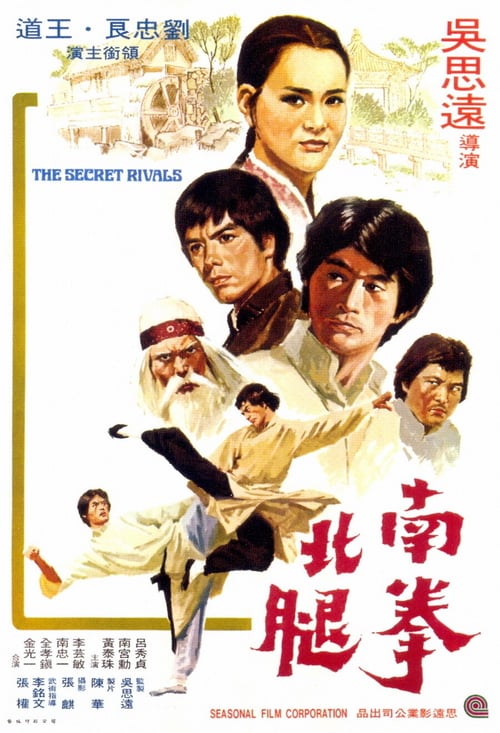 劉忠良・王道
領銜主演
吳思遠
導演
THE SECRET RIVALS
南拳
北腿
呂秀貞
南宮勳
黃泰珠
主演
李芸敏
南忠一
全孝鎮
金光一
合演
監製
吳思遠
製片
陳華
攝影
張麒
武術指導
李銘文
張權
SEASONAL FILM CORPORATION 思遠影業公司出品